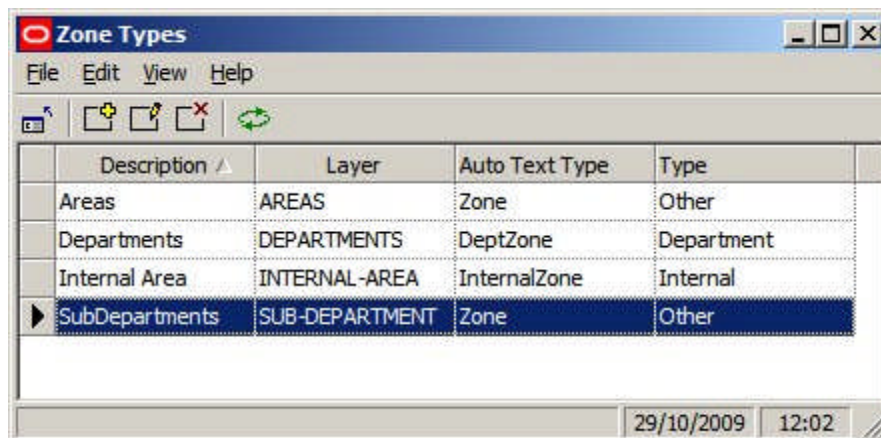 Zone Types
File Edit View Help
Description Layer Auto Text Type Type
Areas AREAS Zone Other
Departments DEPARTMENTS DeptZone Department
Internal Area INTERNAL-AREA InternalZone Internal
SubDepartments SUB-DEPARTMENT Zone Other
29/10/2009 12:02